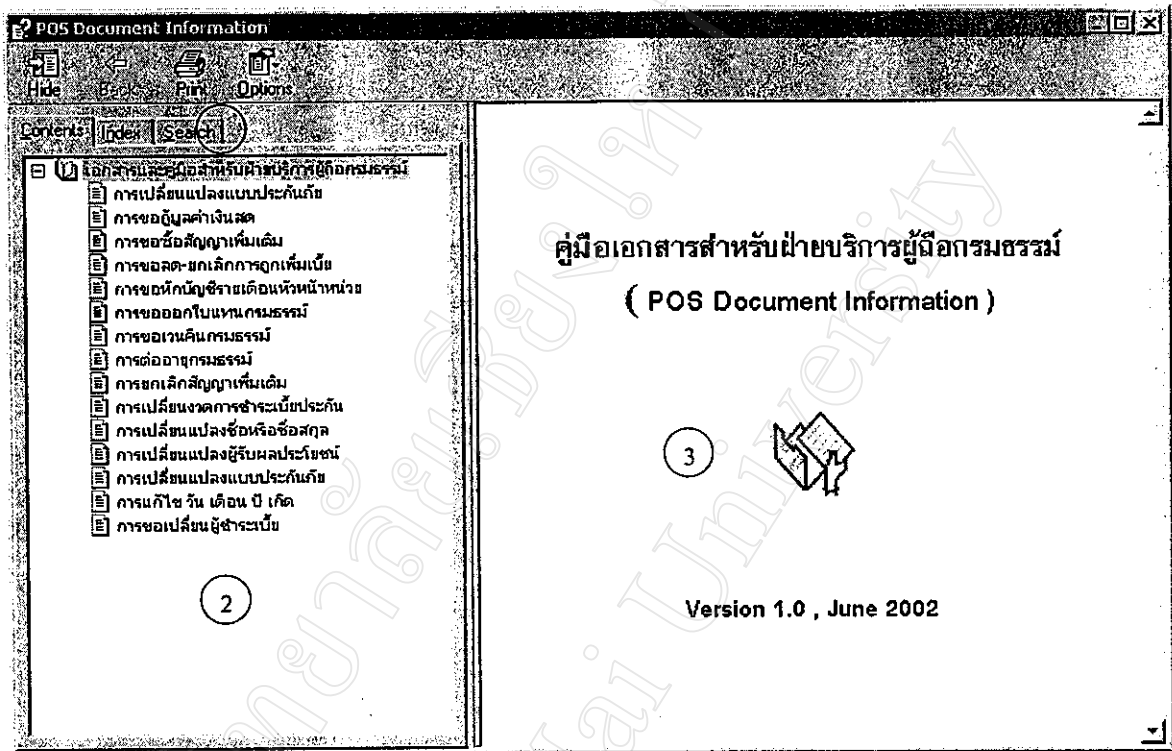 POS Document Information
Hide Back Print Options
Contents Index Search
เอกสารและคู่มือสำหรับฝ่ายบริการผู้ถือกรมธรรม์
การเปลี่ยนแปลงแบบประกันภัย
การขอกู้มูลค่าเงินสด
การขอซื้อสัญญาเพิ่มเติม
การขอลด-ยกเลิกการถูกเพิ่มเบี้ย
การขอหักบัญชีรายเดือนหัวหน้าหน่วย
การขอออกใบแทนกรมธรรม์
การขอเวนคืนกรมธรรม์
การต่ออายุกรมธรรม์
การยกเลิกสัญญาเพิ่มเติม
การเปลี่ยนงวดการชำระเบี้ยประกัน
การเปลี่ยนแปลงชื่อหรือชื่อสกุล
การเปลี่ยนแปลงผู้รับผลประโยชน์
การเปลี่ยนแปลงแบบประกันภัย
การแก้ไข วัน เดือน ปี เกิด
การขอเปลี่ยนผู้ชำระเบี้ย
2
คู่มือเอกสารสำหรับฝ่ายบริการผู้ถือกรมธรรม์
( POS Document Information )
3
Version 1.0 , June 2002